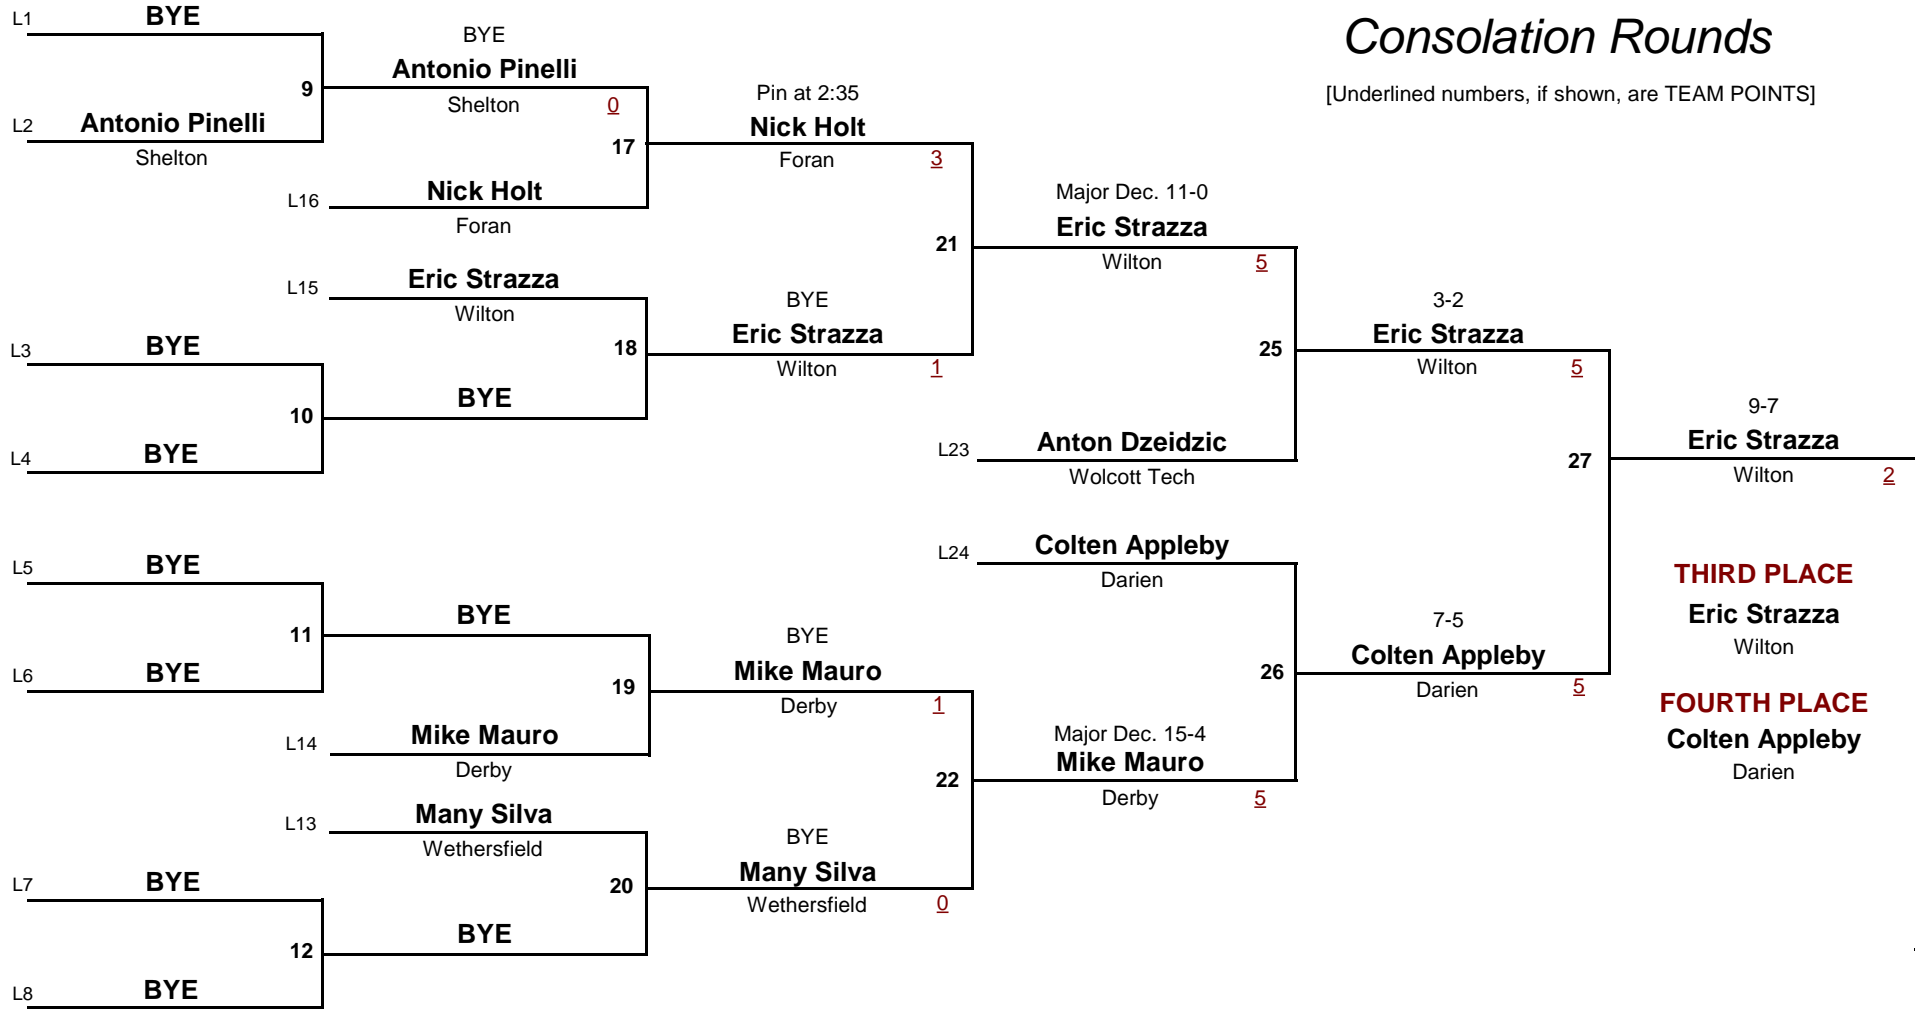 Consolation Rounds
[Underlined numbers, if shown, are TEAM POINTS]
L1
BYE
9
L2
Antonio Pinelli
Shelton
BYE
Antonio Pinelli
Shelton
0
17
L16
Nick Holt
Foran
Pin at 2:35
Nick Holt
Foran
3
21
L15
Eric Strazza
Wilton
18
L3
BYE
10
L4
BYE
BYE
BYE
Eric Strazza
Wilton
1
Major Dec. 11-0
Eric Strazza
Wilton
5
25
L23
Anton Dzeidzic
Wolcott Tech
3-2
Eric Strazza
Wilton
5
27
9-7
Eric Strazza
Wilton
2
L5
BYE
11
L6
BYE
BYE
19
L14
Mike Mauro
Derby
BYE
Mike Mauro
Derby
1
22
L13
Many Silva
Wethersfield
20
L7
BYE
12
L8
BYE
BYE
BYE
Many Silva
Wethersfield
0
L24
Colten Appleby
Darien
26
Major Dec. 15-4
Mike Mauro
Derby
5
7-5
Colten Appleby
Darien
5
THIRD PLACE
Eric Strazza
Wilton
FOURTH PLACE
Colten Appleby
Darien